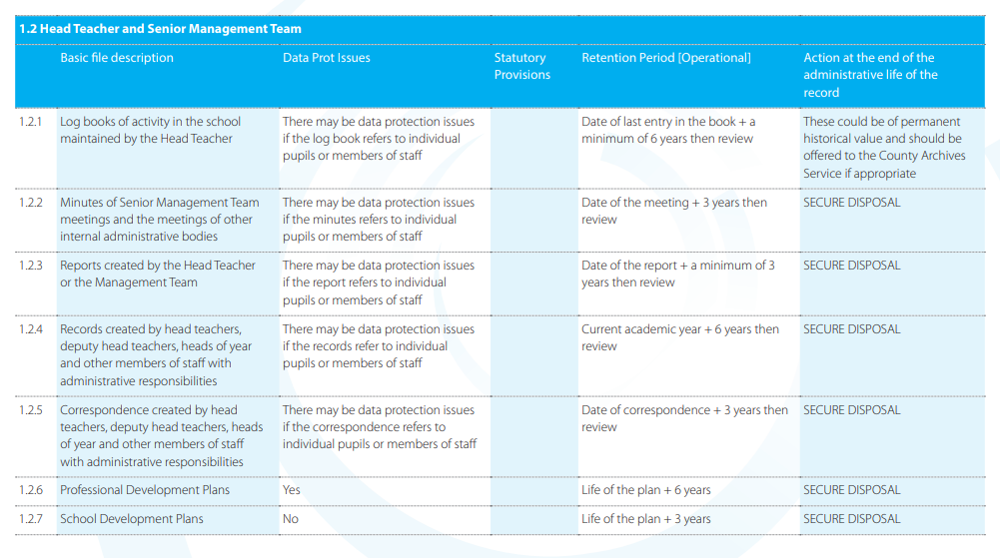 1.2 Head Teacher and Senior Management Team
Basic file description
Data Prot Issues
Statutory
Provisions
Retention Period [Operational]
Action at the end of the
administrative life of the
record
1.2.1
Log books of activity in the school
maintained by the Head Teacher
There may be data protection issues
if the log book refers to individual
pupils or members of staff
Date of last entry in the book + a
minimum of 6 years then review
These could be of permanent
historical value and should be
offered to the County Archives
Service if appropriate
1.2.2
Minutes of Senior Management Team
meetings and the meetings of other
internal administrative bodies
There may be data protection issues
if the minutes refers to individual
pupils or members of staff
Date of the meeting + 3 years then
review
SECURE DISPOSAL
1.2.3
Reports created by the Head Teacher
or the Management Team
There may be data protection issues
if the report refers to individual
pupils or members of staff
Date of the report + a minimum of 3
years then review
SECURE DISPOSAL
1.2.4
Records created by head teachers,
deputy head teachers, heads of year
and other members of staff with
administrative responsibilities
There may be data protection issues
if the records refer to individual
pupils or members of staff
Current academic year + 6 years then
review
SECURE DISPOSAL
1.2.5
Correspondence created by head
teachers, deputy head teachers, heads
of year and other members of staff
with administrative responsibilities
There may be data protection issues
if the correspondence refers to
individual pupils or members of staff
Date of correspondence + 3 years then
review
SECURE DISPOSAL
1.2.6
Professional Development Plans
Yes
Life of the plan + 6 years
SECURE DISPOSAL
1.2.7
School Development Plans
No
Life of the plan + 3 years
SECURE DISPOSAL